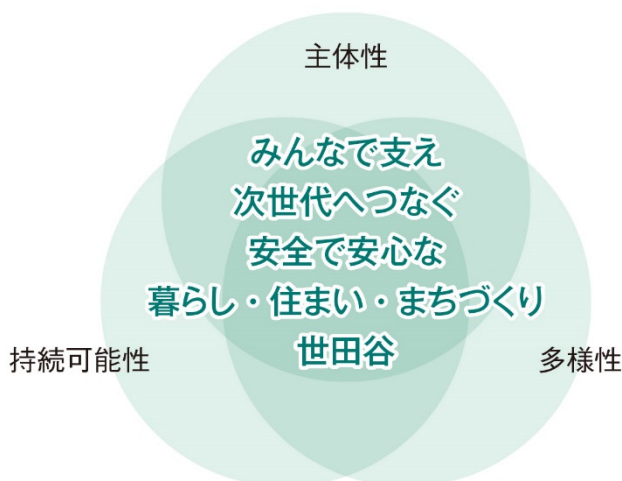 主体性
みんなで支え
次世代へつなぐ
安全で安心な
暮らし・住まい・まちづくり
世田谷
持続可能性
多様性